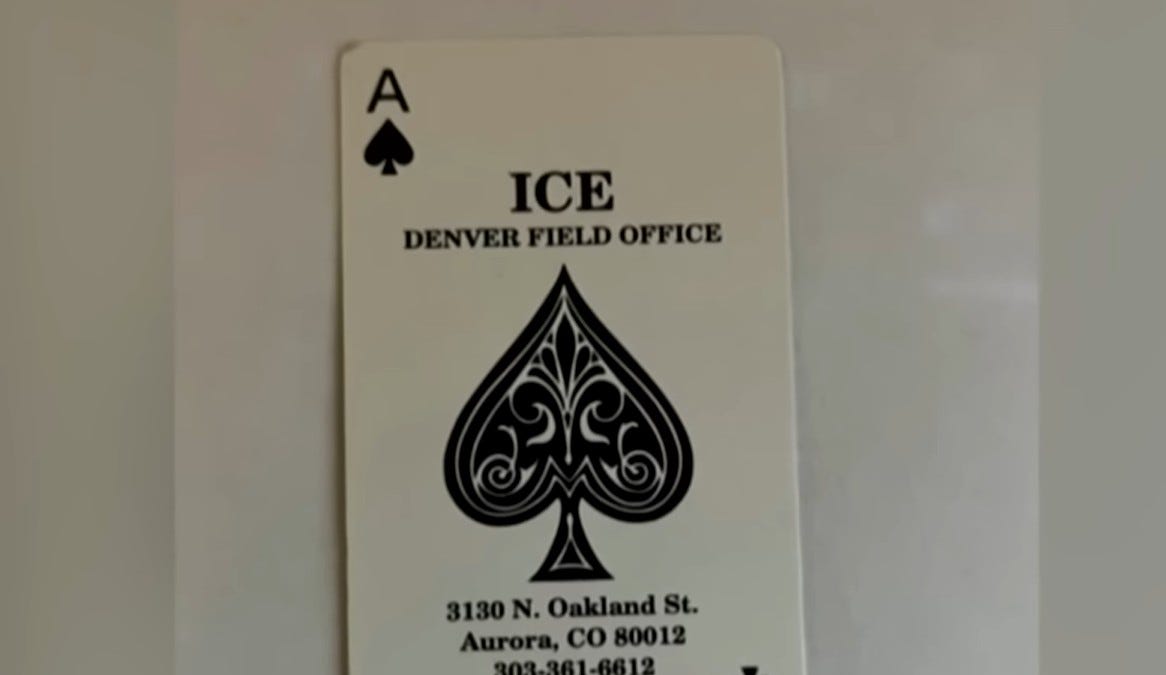 A
ICE
DENVER FIELD OFFICE
3130 N. Oakland St.
Aurora, CO 80012
303-361-6612